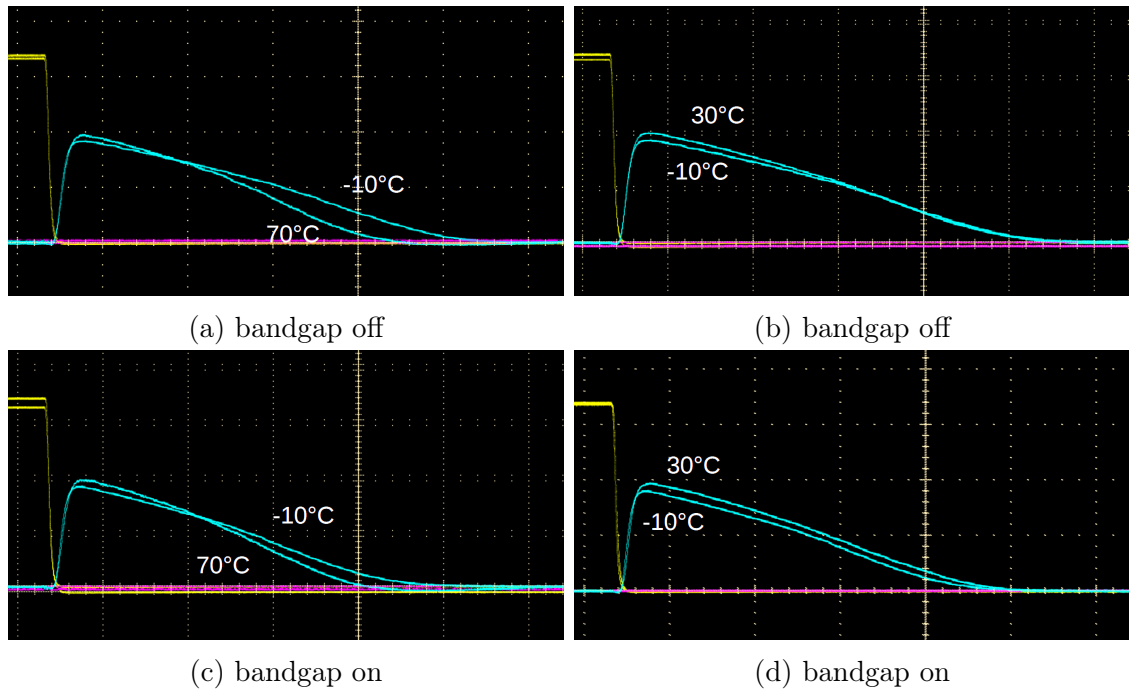 -10°C
70°C
30°C
-10°C
(a) bandgap off
(b) bandgap off
-10°C
70°C
30°C
-10°C
(c) bandgap on
(d) bandgap on